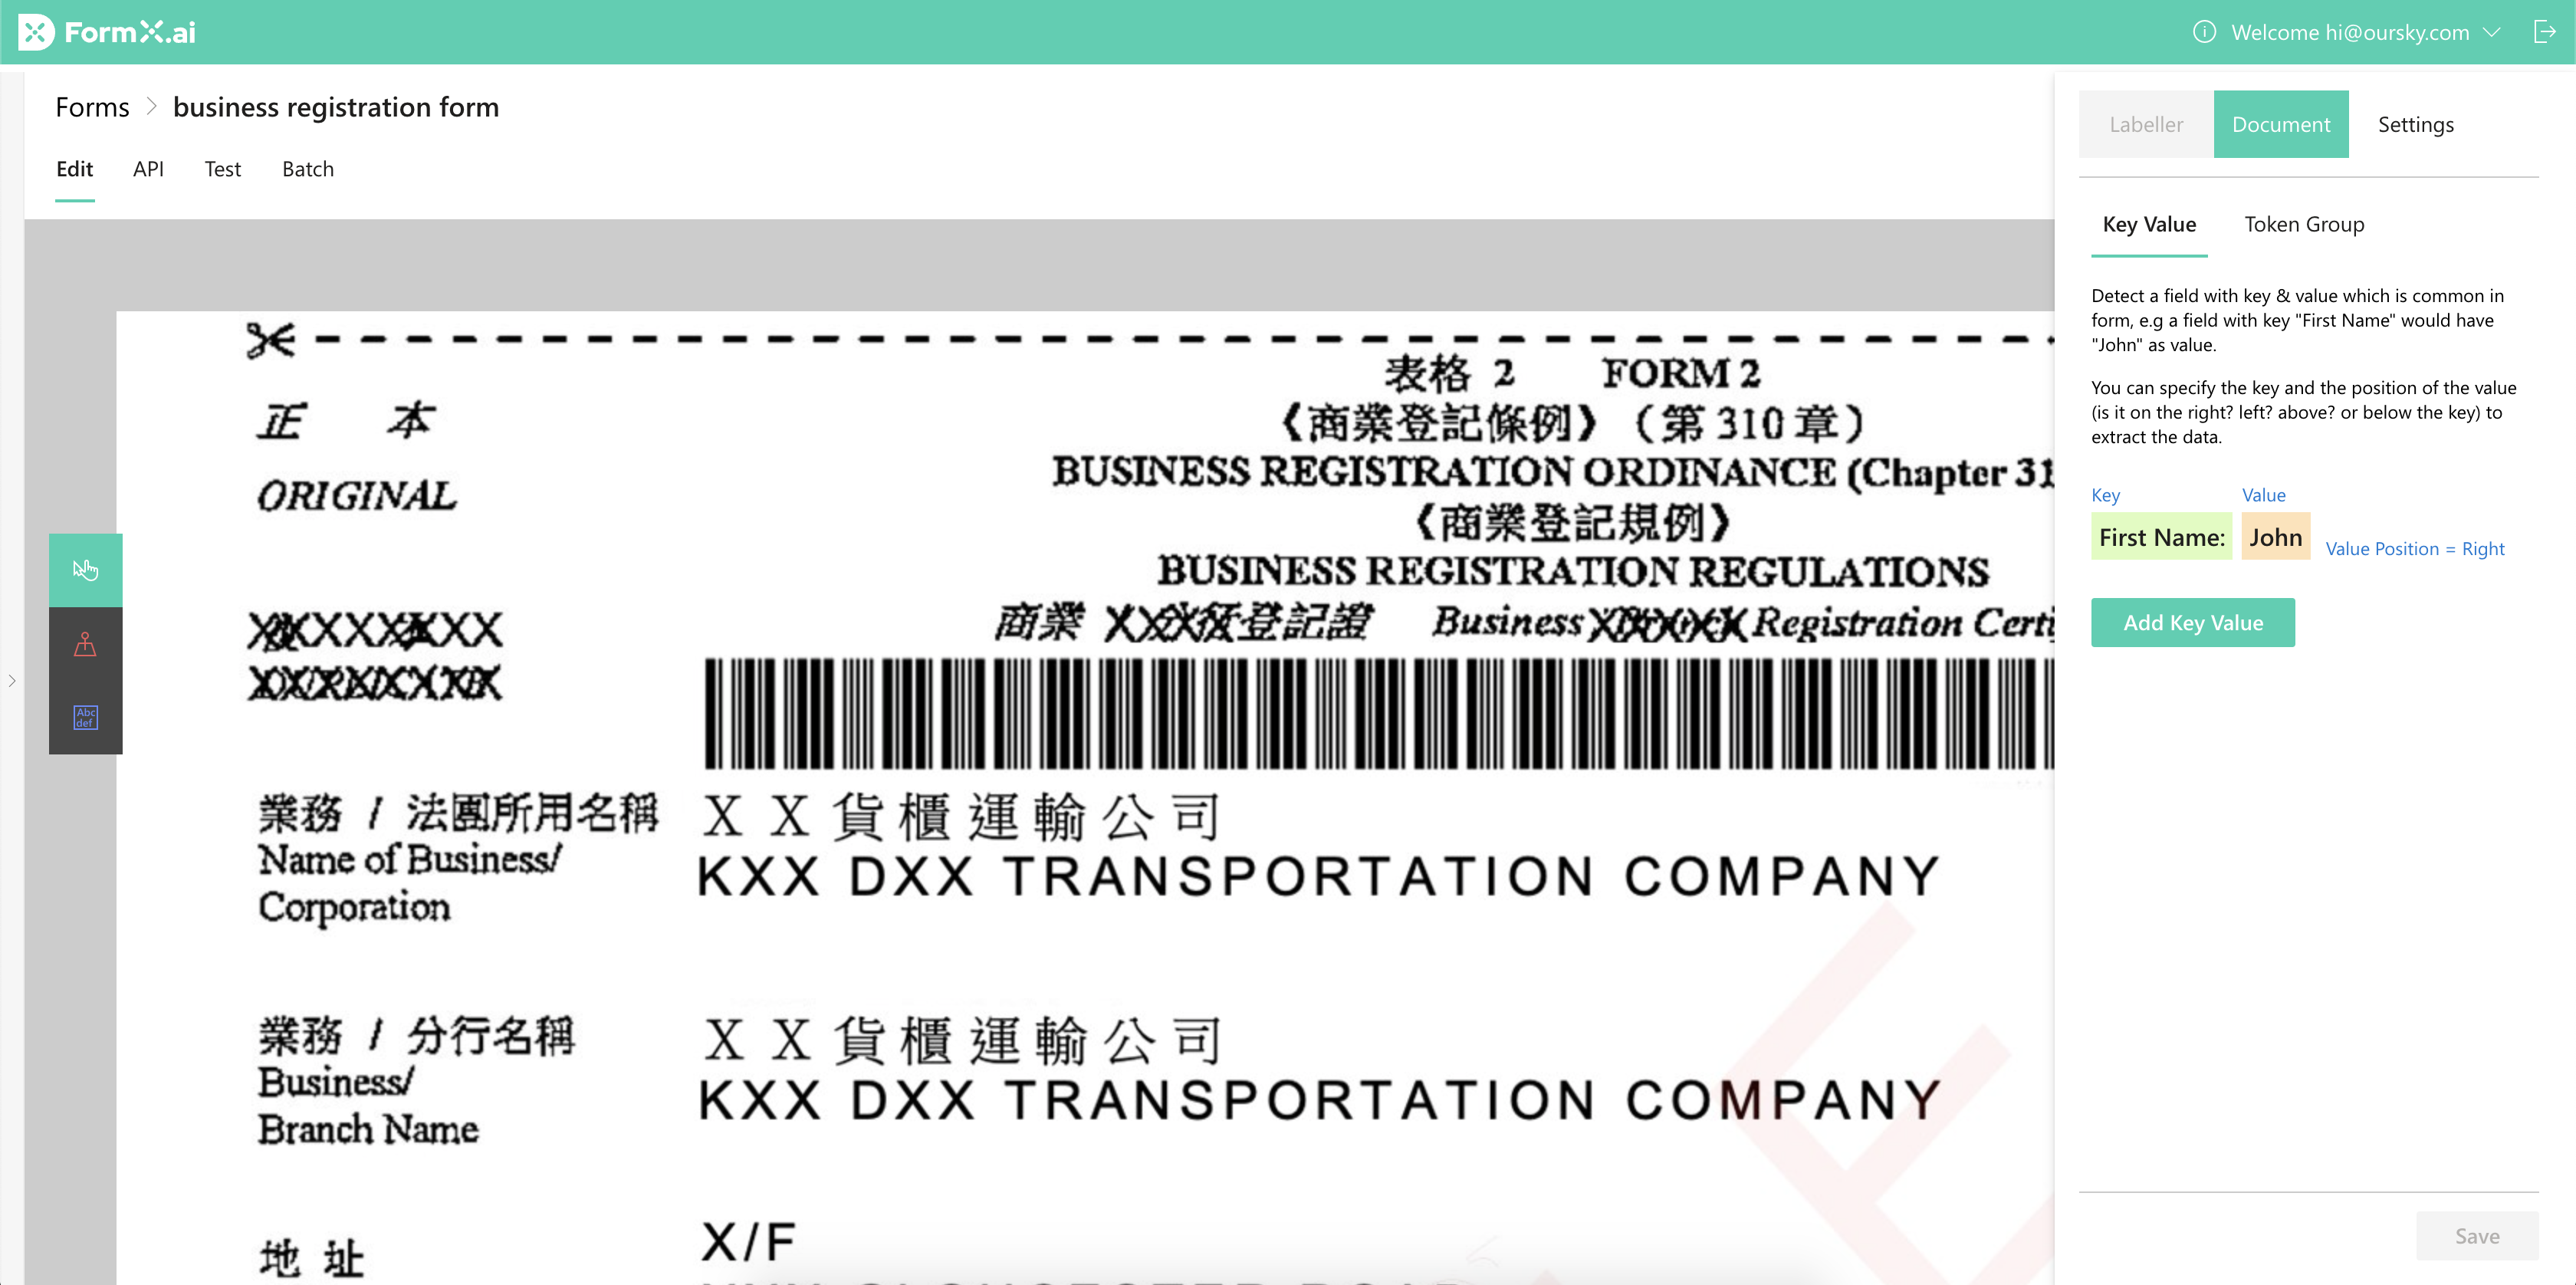 FormX.ai
Welcome hi@oursky.com
Forms > business registration form
Edit API Test Batch
Labeller Document Settings
Key Value Token Group
Detect a field with key & value which is common in
form, e.g a field with key "First Name" would have
"John" as value.
You can specify the key and the position of the value
(is it on the right? left? above? or below the key) to
extract the data.
Key Value
First Name: John Value Position = Right
Add Key Value
Save
Abc
def
表格 2 FORM 2
正 本
《商業登記條例》（第 310 章）
ORIGINAL
BUSINESS REGISTRATION ORDINANCE (Chapter 31
《商業登記規例》
BUSINESS REGISTRATION REGULATIONS
商業 登記證 Business Registration Certi
業務 / 法團所用名稱 X X 貨櫃運輸公司
Name of Business/
Corporation
KXX DXX TRANSPORTATION COMPANY
業務 / 分行名稱 X X 貨櫃運輸公司
Business/
Branch Name
KXX DXX TRANSPORTATION COMPANY
地 址 X/F